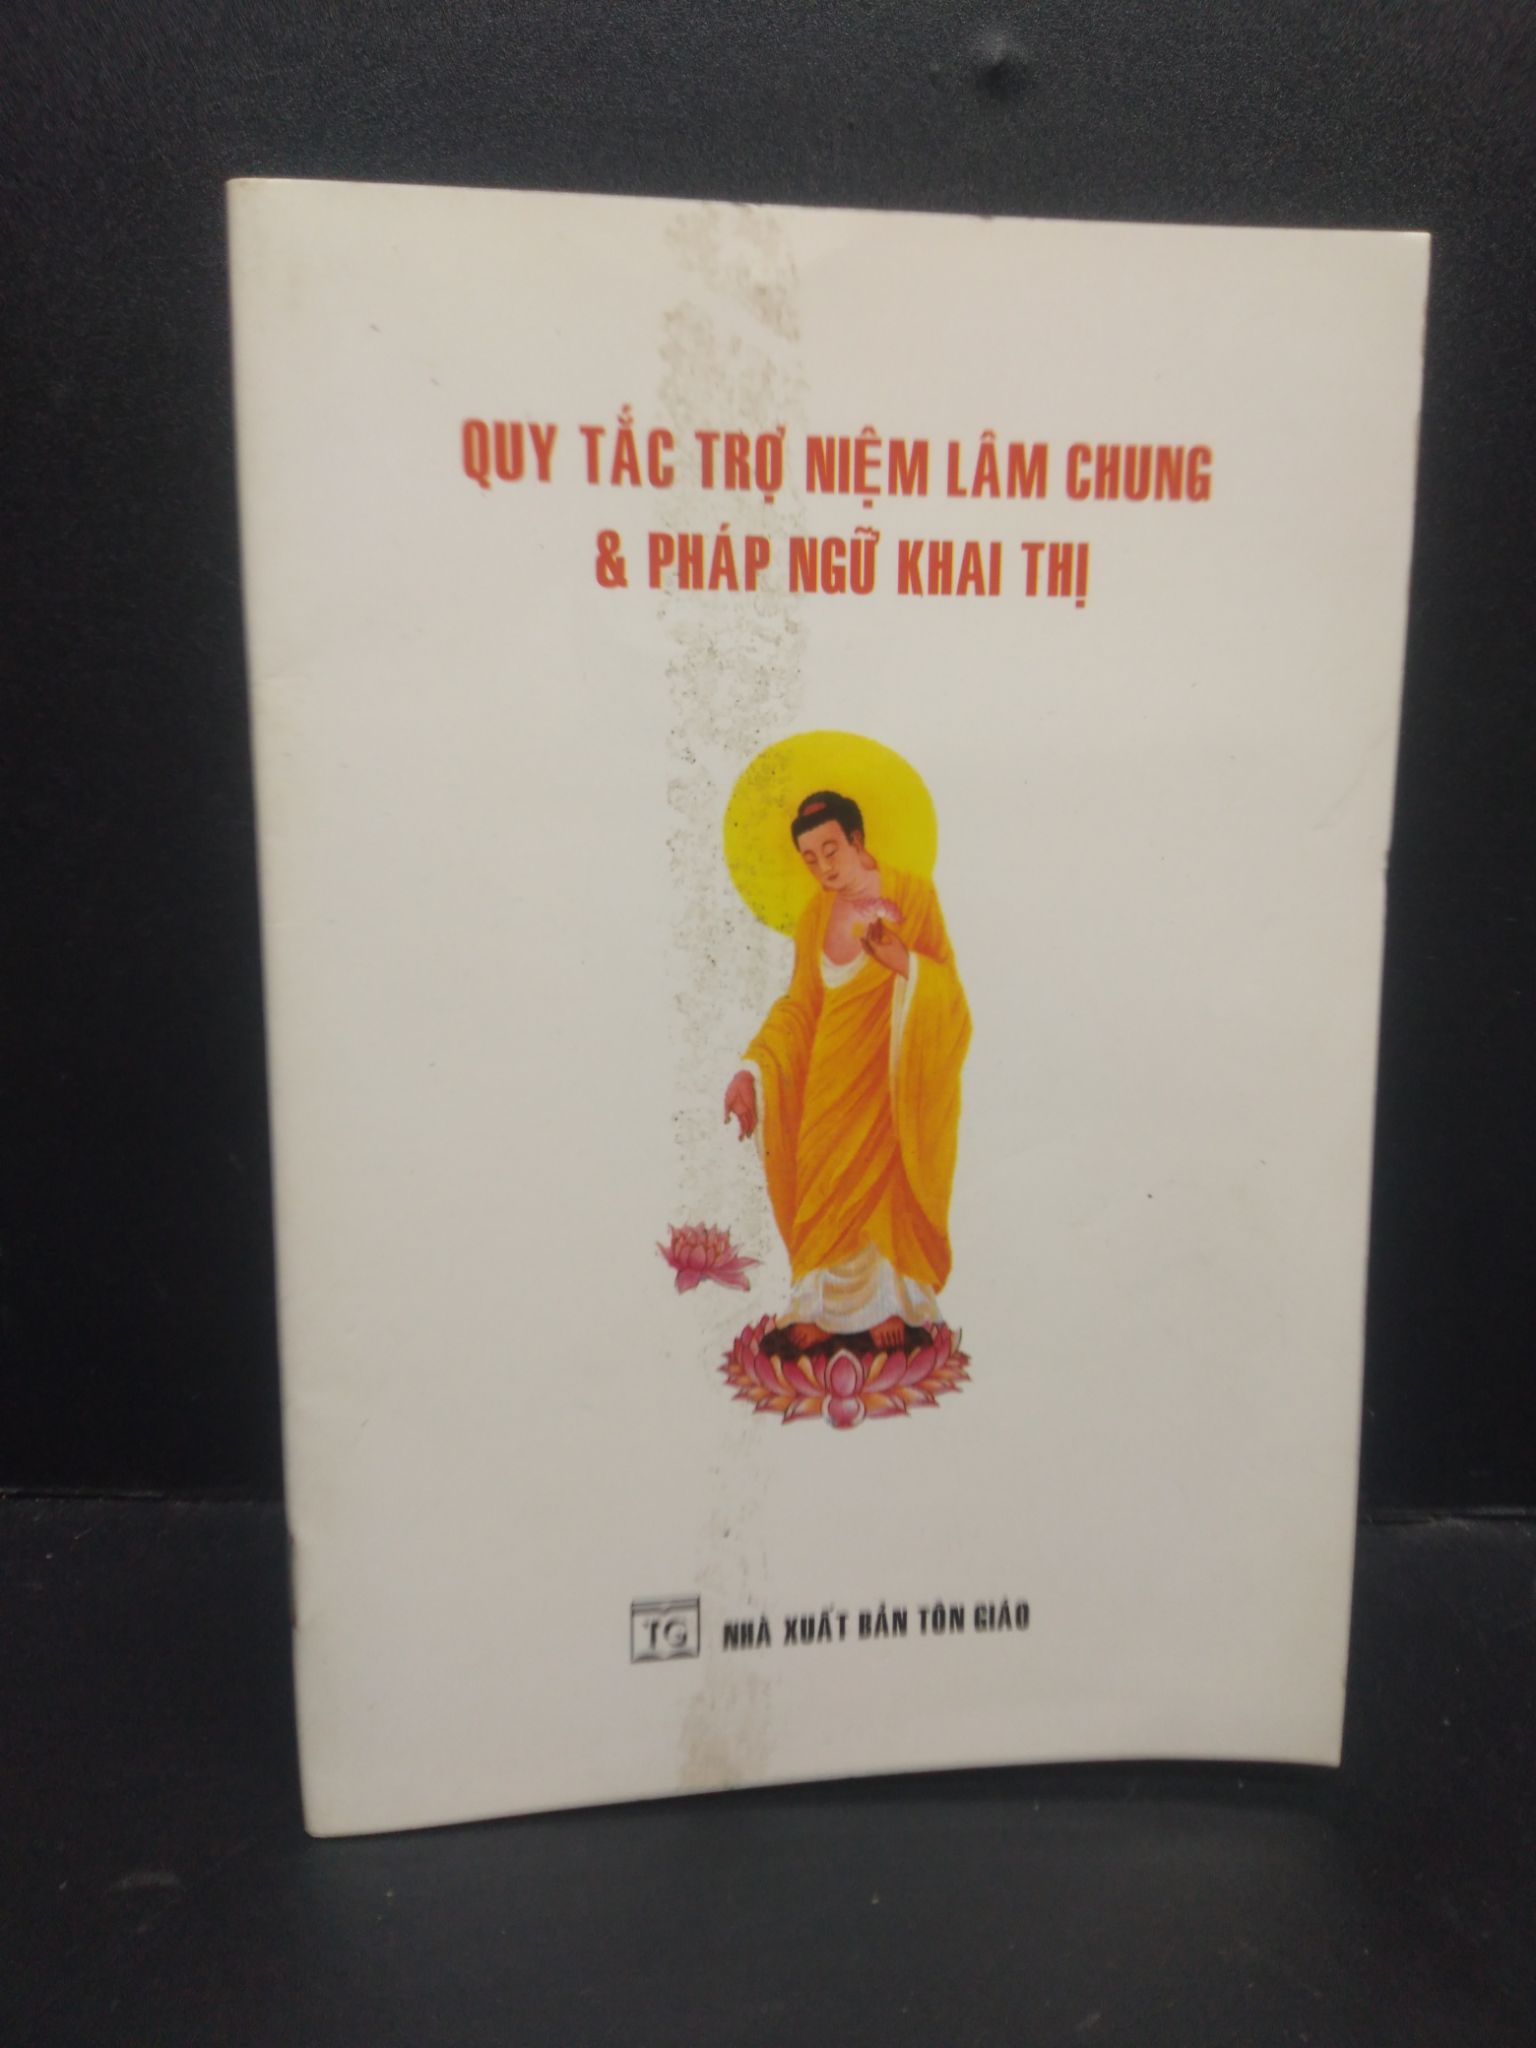 QUY TẮC TRỢ NIỆM LÂM CHUNG
& PHÁP NGỮ KHAI THỊ
TG NHÀ XUẤT BẢN TÔN GIÁO